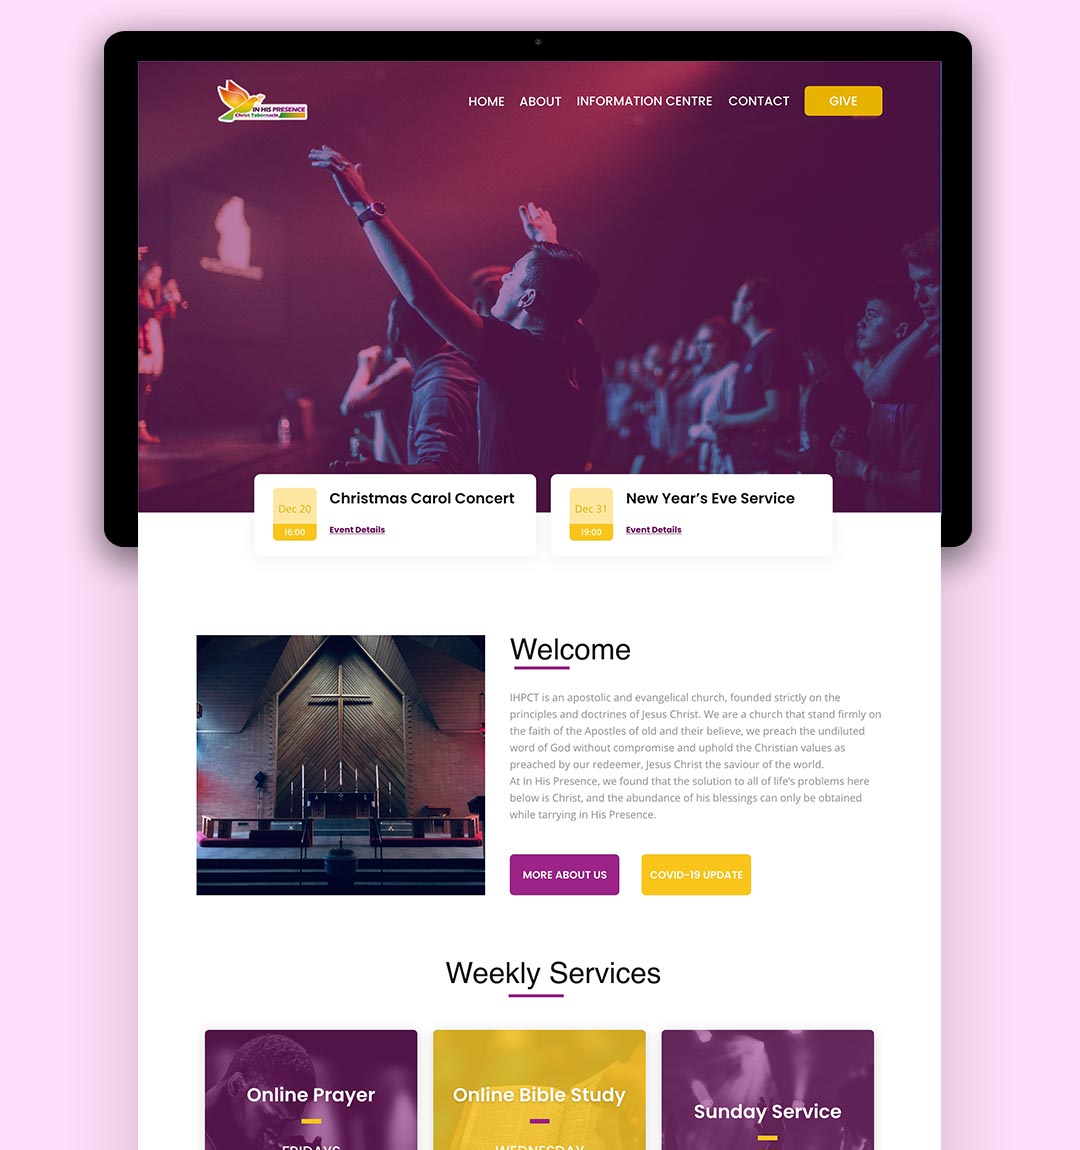 IN HIS PRESENCE
Christ Tabernacle
HOME ABOUT INFORMATION CENTRE CONTACT GIVE
Christmas Carol Concert
Dec 20
Event Details
16:00
New Year’s Eve Service
Dec 31
Event Details
19:00
Welcome
IHPCT is an apostolic and evangelical church, founded strictly on the
principles and doctrines of Jesus Christ. We are a church that stand firmly on
the faith of the Apostles of old and their believe, we preach the undiluted
word of God without compromise and uphold the Christian values as
preached by our redeemer, Jesus Christ the saviour of the world.
At In His Presence, we found that the solution to all of life’s problems here
below is Christ, and the abundance of his blessings can only be obtained
while tarrying in His Presence.
MORE ABOUT US COVID-19 UPDATE
Weekly Services
Online Prayer
FRIDAYS
Online Bible Study
WEDNESDAY
Sunday Service